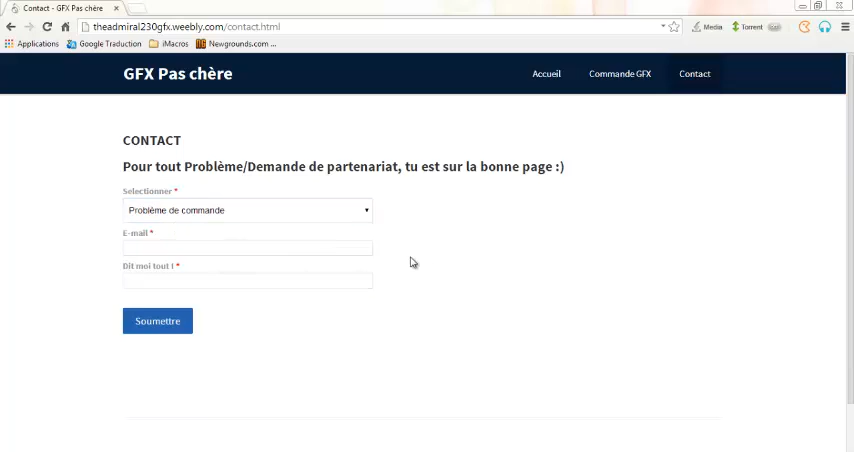 Contact - GFX Pas chère
theadmiral230gfx.weebly.com/contact.html
Media
Torrent
Applications
Google Traduction
iMacros
Newgrounds.com ...
GFX Pas chère
Accueil
Commande GFX
Contact
CONTACT
Pour tout Problème/Demande de partenariat, tu est sur la bonne page :)
Selectionner *
Problème de commande
E-mail *
Dit moi tout ! *
Soumettre